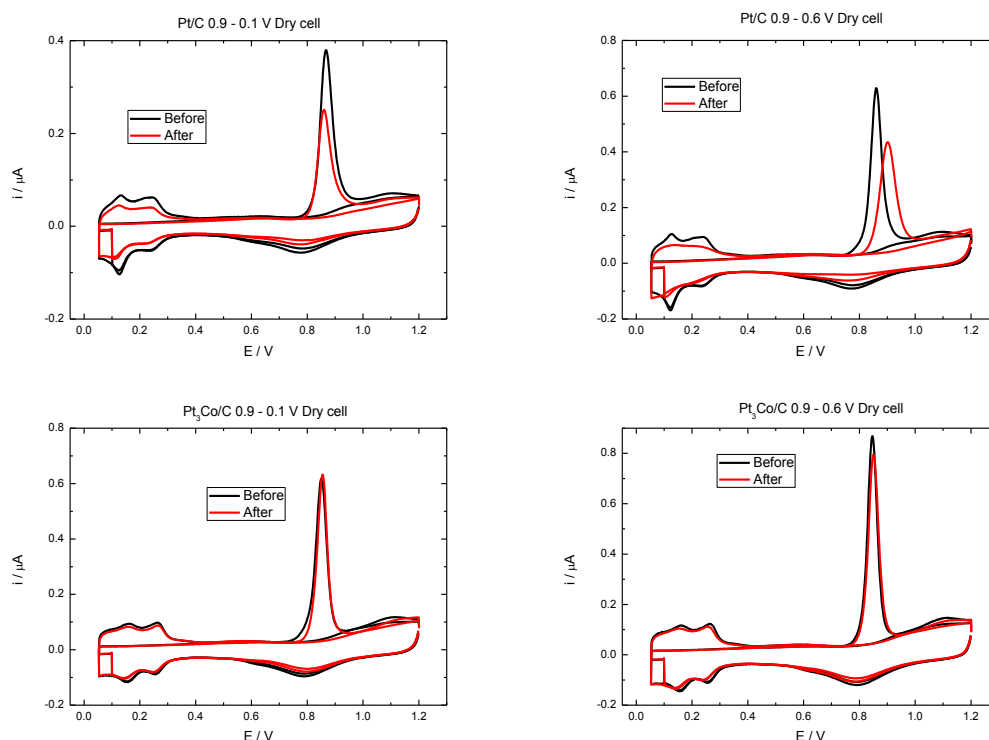 Pt/C 0.9 - 0.1 V Dry cell
0.4
0.2
0.0
-0.2
i / µA
Before
After
0.0 0.2 0.4 0.6 0.8 1.0 1.2
E / V
Pt/C 0.9 - 0.6 V Dry cell
0.8
0.6
0.4
0.2
0.0
-0.2
i / µA
Before
After
0.0 0.2 0.4 0.6 0.8 1.0 1.2
E / V
Pt₃Co/C 0.9 - 0.1 V Dry cell
0.8
0.6
0.4
0.2
0.0
-0.2
i / µA
Before
After
0.0 0.2 0.4 0.6 0.8 1.0 1.2
E / V
Pt₃Co/C 0.9 - 0.6 V Dry cell
1.0
0.8
0.6
0.4
0.2
0.0
-0.2
i / µA
Before
After
0.0 0.2 0.4 0.6 0.8 1.0 1.2
E / V